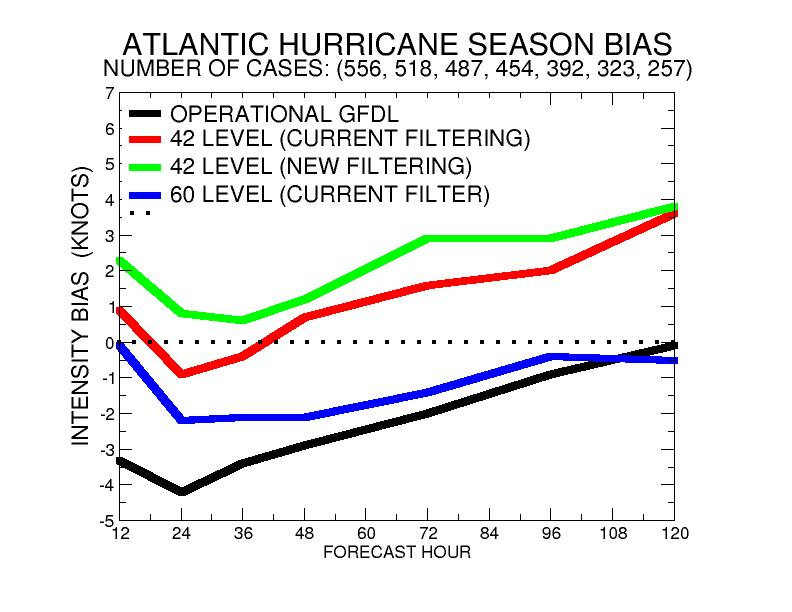 ATLANTIC HURRICANE SEASON BIAS
NUMBER OF CASES: (556, 518, 487, 454, 392, 323, 257)
OPERATIONAL GFDL
42 LEVEL (CURRENT FILTERING)
42 LEVEL (NEW FILTERING)
60 LEVEL (CURRENT FILTER)
INTENSITY BIAS (KNOTS)
7
6
5
4
3
2
1
0
-1
-2
-3
-4
-5
12 24 36 48 60 72 84 96 108 120
FORECAST HOUR